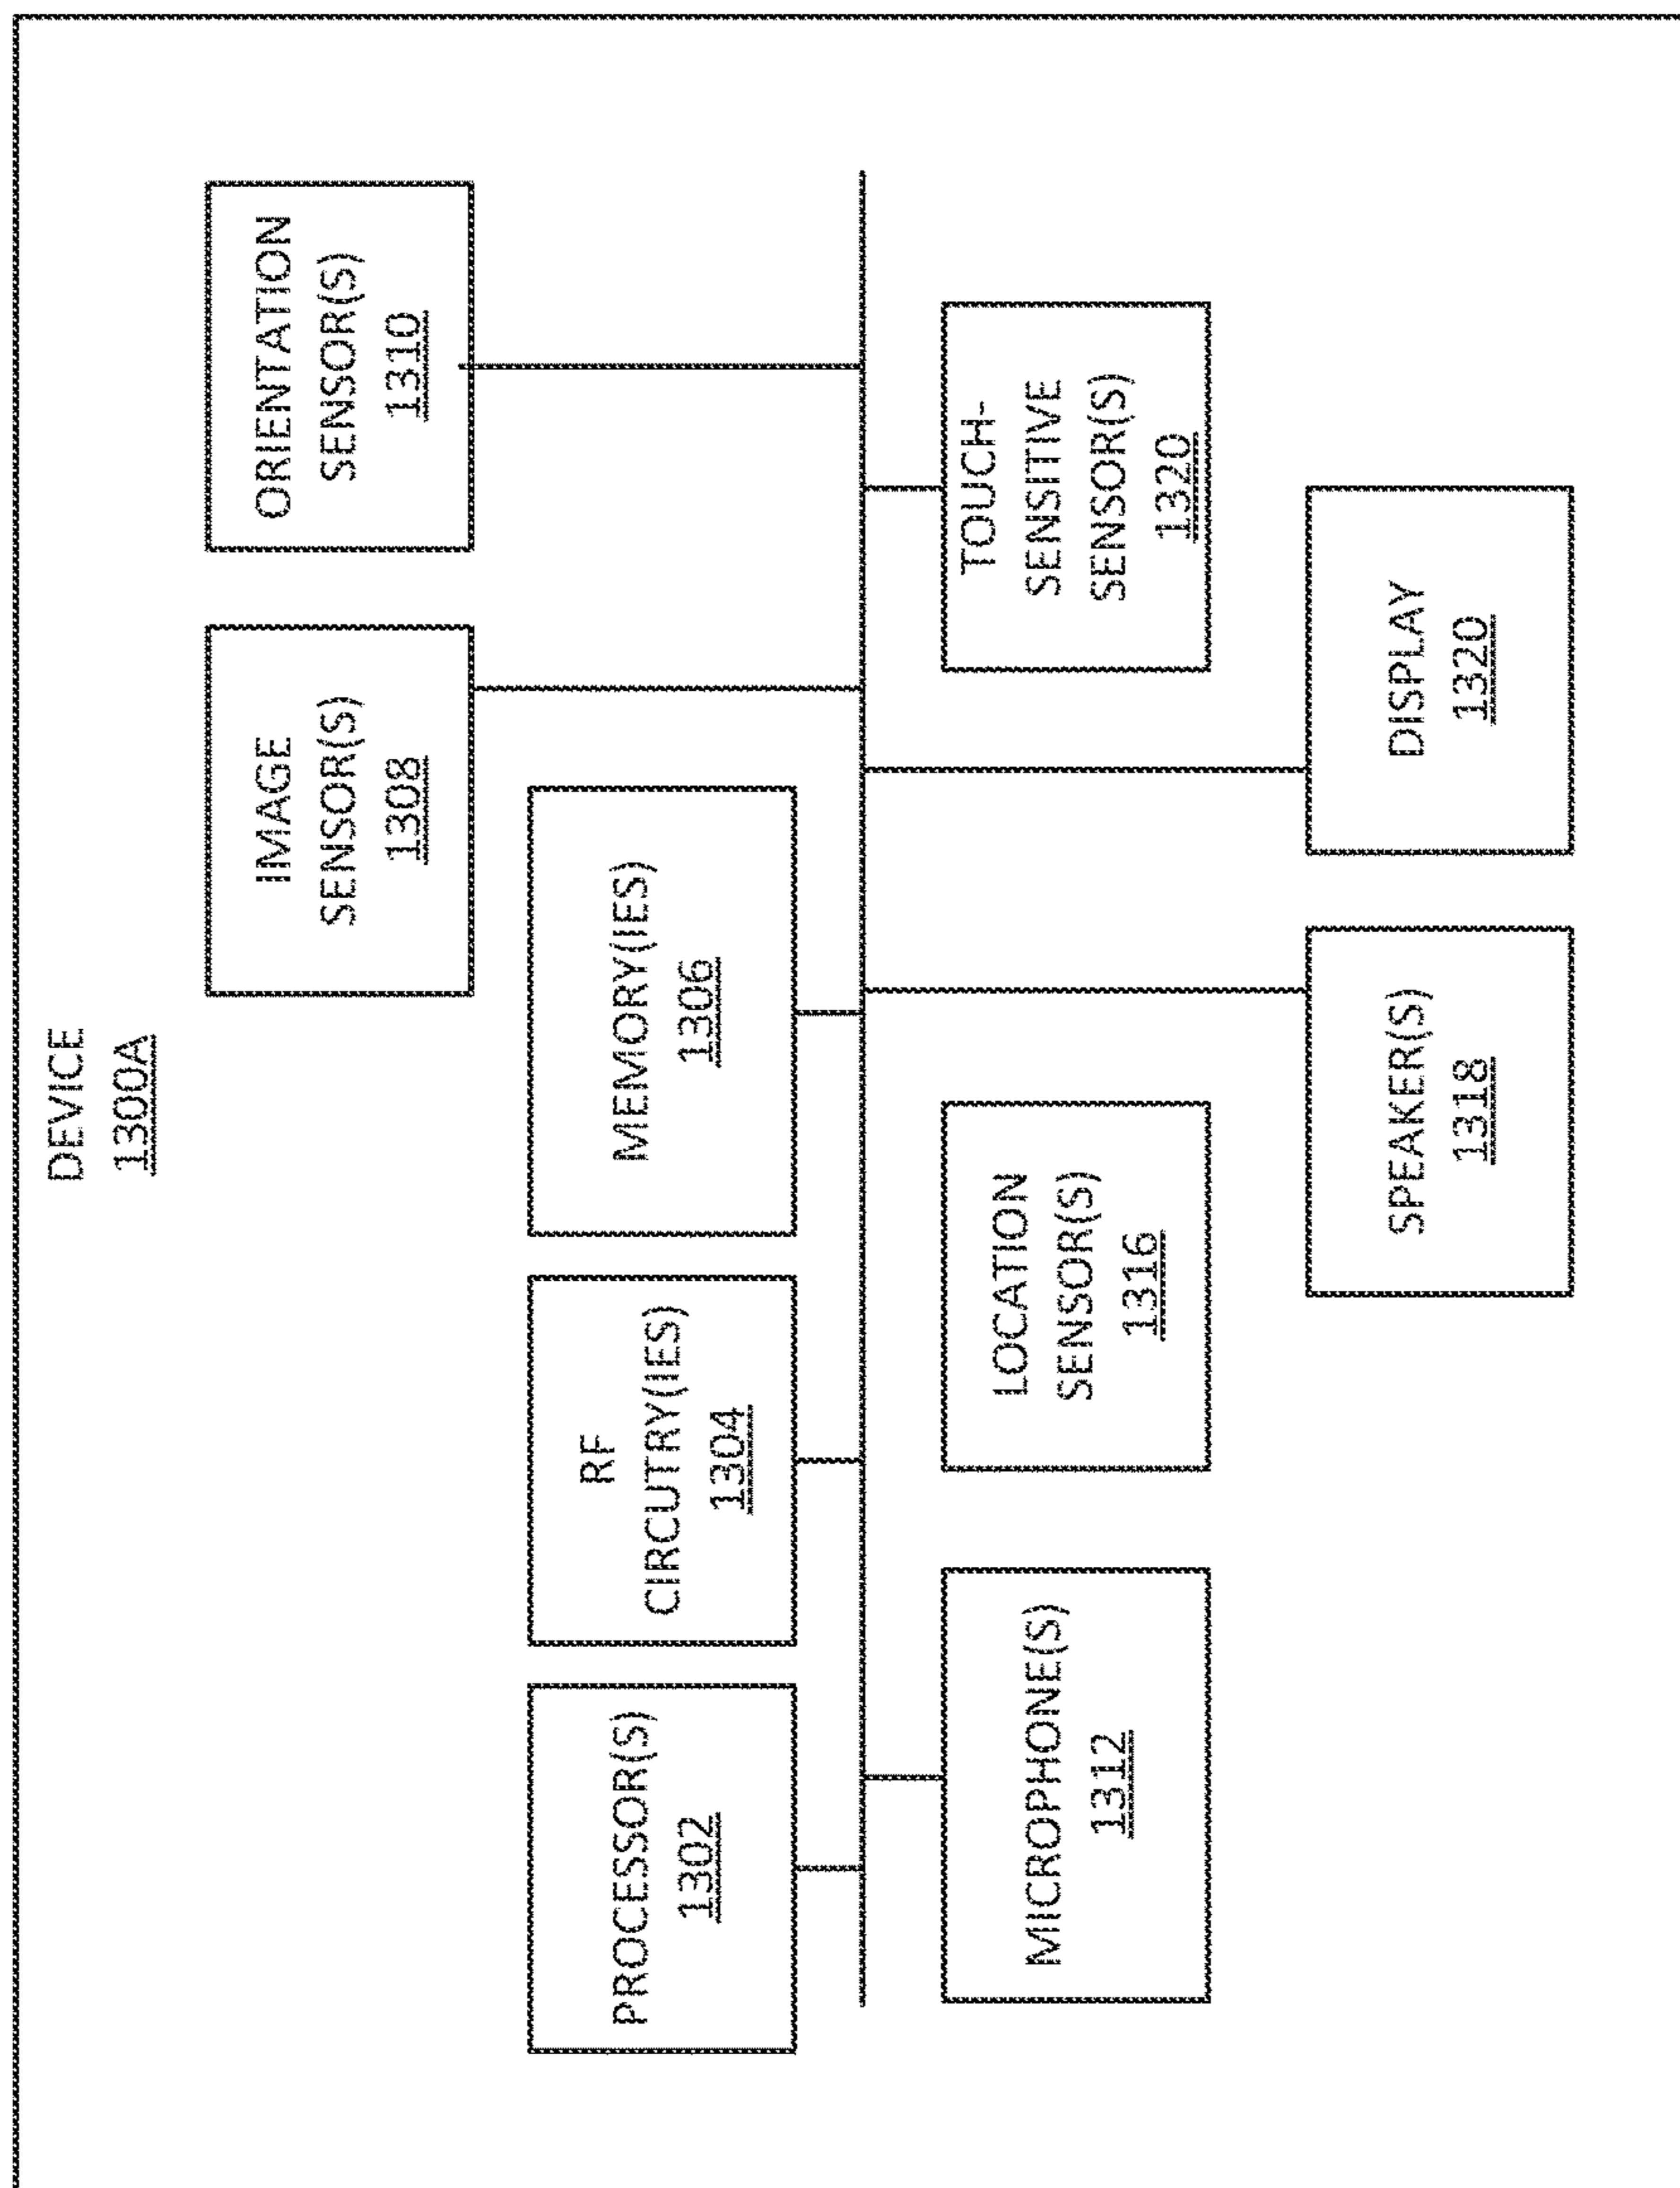 DEVICE
1300A
IMAGE
SENSOR(S)
1308
ORIENTATION
SENSOR(S)
1310
PROCESSOR(S)
1302
RF
CIRCUTRY(IES)
1304
MEMORY(IES)
1306
MICROPHONE(S)
1312
LOCATION
SENSOR(S)
1316
TOUCH-
SENSITIVE
SENSOR(S)
1320
SPEAKER(S)
1318
DISPLAY
1320